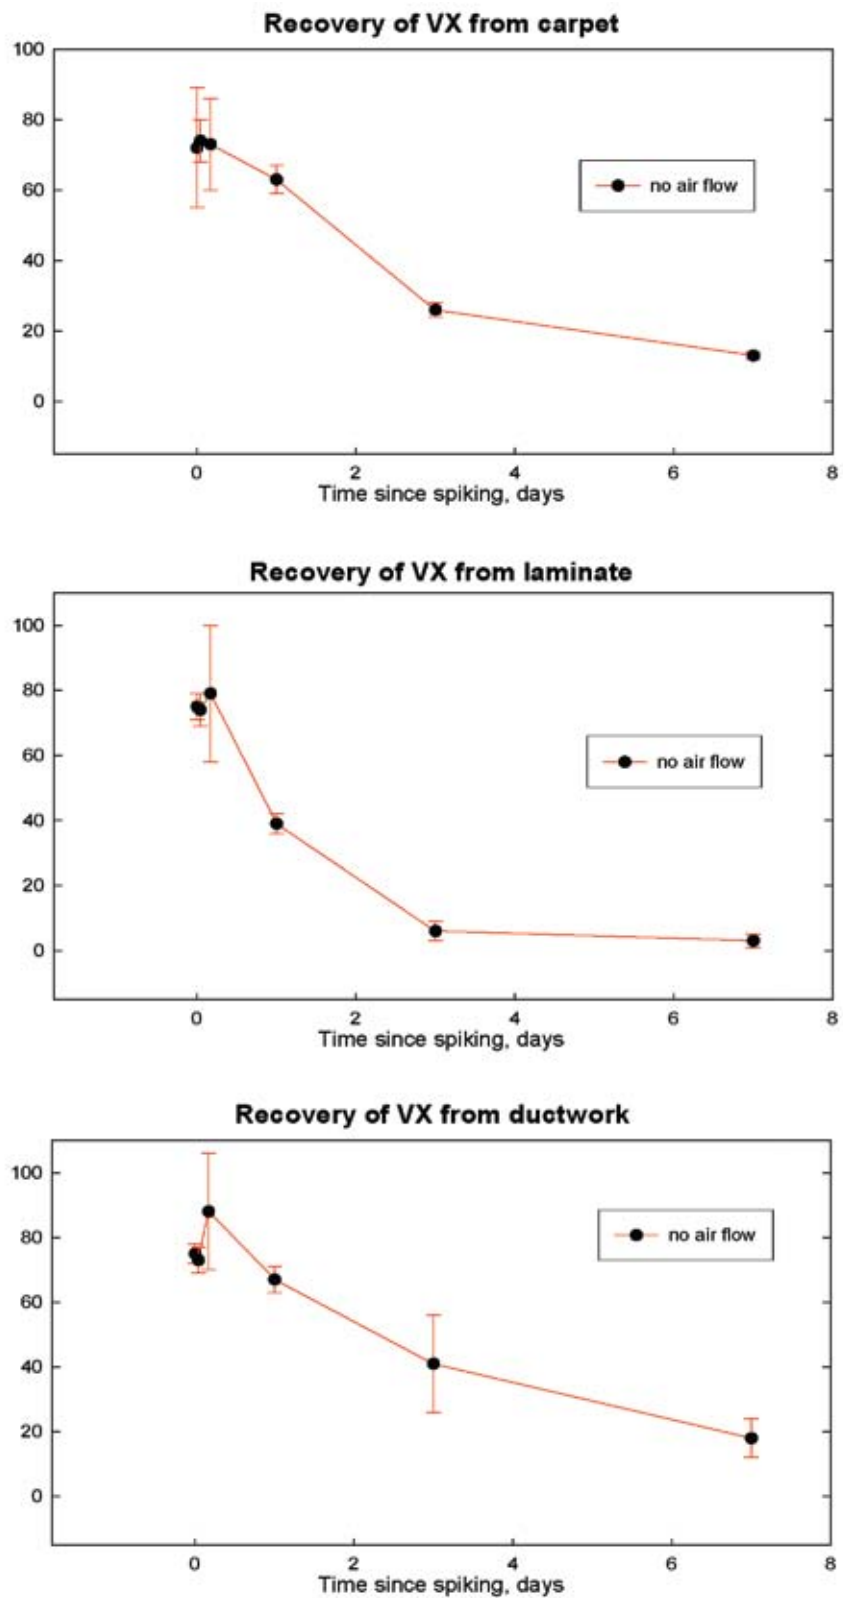 Recovery of VX from carpet
100
80
60
40
20
0
no air flow
0 2 4 6 8
Time since spiking, days
Recovery of VX from laminate
100
80
60
40
20
0
no air flow
0 2 4 6 8
Time since spiking, days
Recovery of VX from ductwork
100
80
60
40
20
0
no air flow
0 2 4 6 8
Time since spiking, days